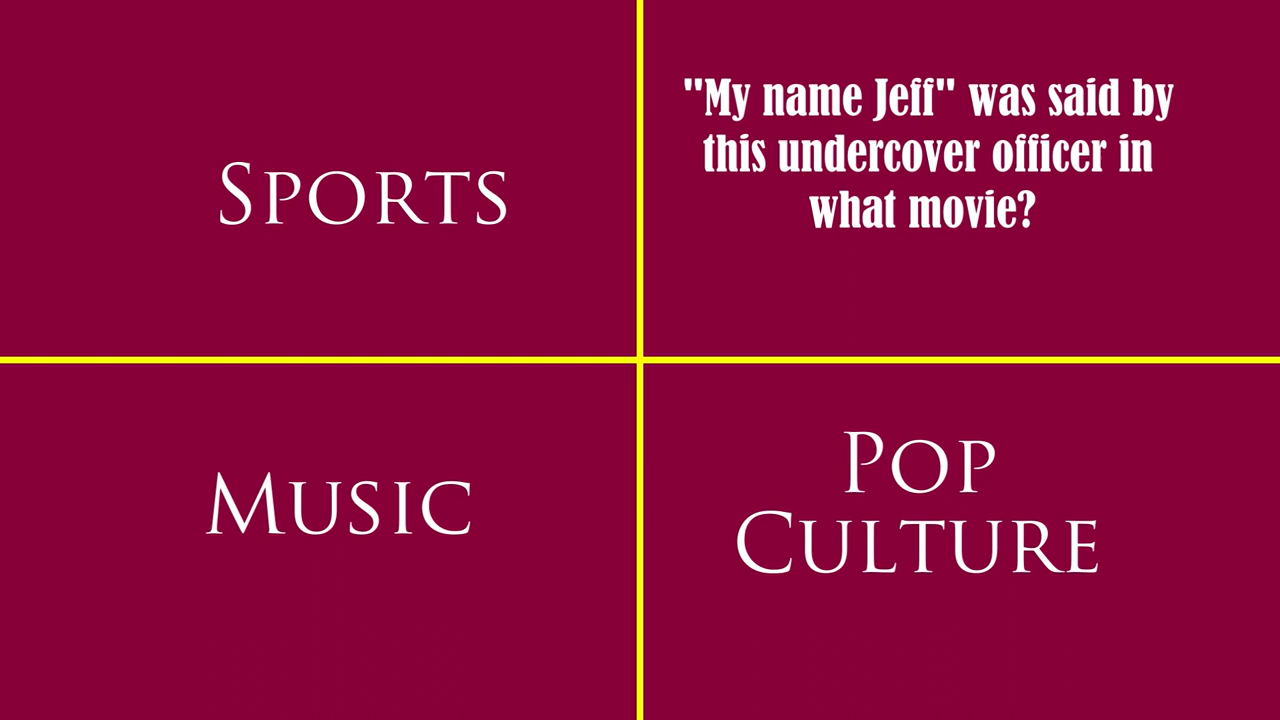 Sports
"My name Jeff" was said by
this undercover officer in
what movie?
Music
Pop
Culture